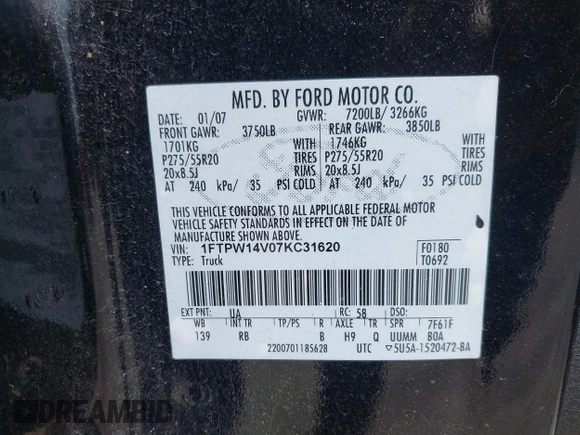 MFD. BY FORD MOTOR CO.
DATE: 01/07 GVWR: 7200LB/ 3266KG
FRONT GAWR: 3750LB REAR GAWR: 3850LB
1701KG WITH 1746KG WITH
P275/55R20 TIRES P275/55R20 TIRES
20x8.5J RIMS 20x8.5J RIMS
AT 240 kPa/ 35 PSI COLD AT 240 kPa/ 35 PSI COLD
THIS VEHICLE CONFORMS TO ALL APPLICABLE FEDERAL MOTOR
VEHICLE SAFETY STANDARDS IN EFFECT ON THE DATE OF
MANUFACTURE SHOWN ABOVE.
VIN: 1FTPW14V07KC31620 F0180
TYPE: Truck T0692
EXT PNT: UA RC: 58 DSO:
WB INT TR TP/PS R AXLE TR SPR 7F61F
139 RB B H9 Q UUMM BOA
2200701185628 UTC ▽5U5A-1520472-BA
Ford
DREAMBID